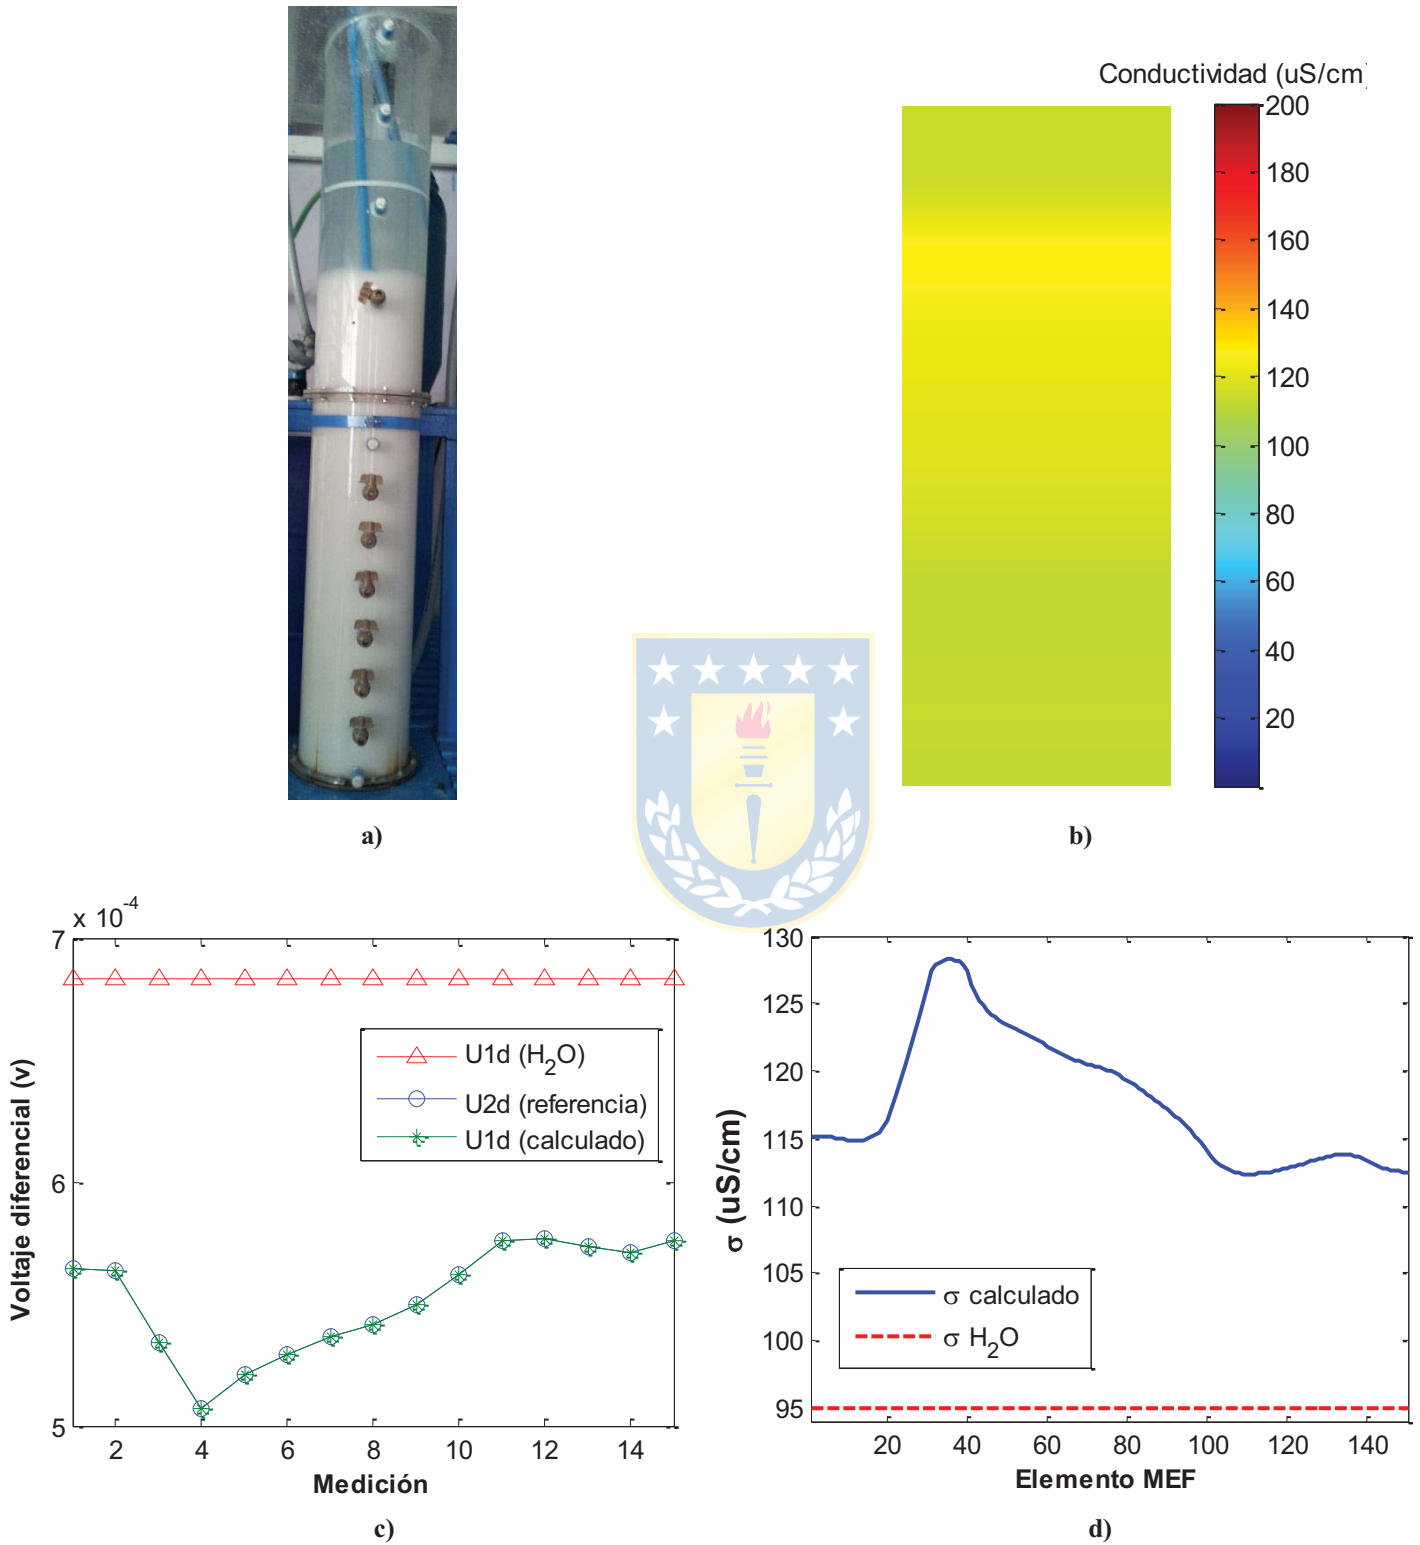 Conductividad (uS/cm)
200
180
160
140
120
100
80
60
40
20
a)
b)
x 10-4
7
6
5
Voltaje diferencial (v)
U1d (H2O)
U2d (referencia)
U1d (calculado)
2 4 6 8 10 12 14
Medición
c)
130
125
120
115
110
105
100
95
σ (uS/cm)
σ calculado
σ H2O
20 40 60 80 100 120 140
Elemento MEF
d)